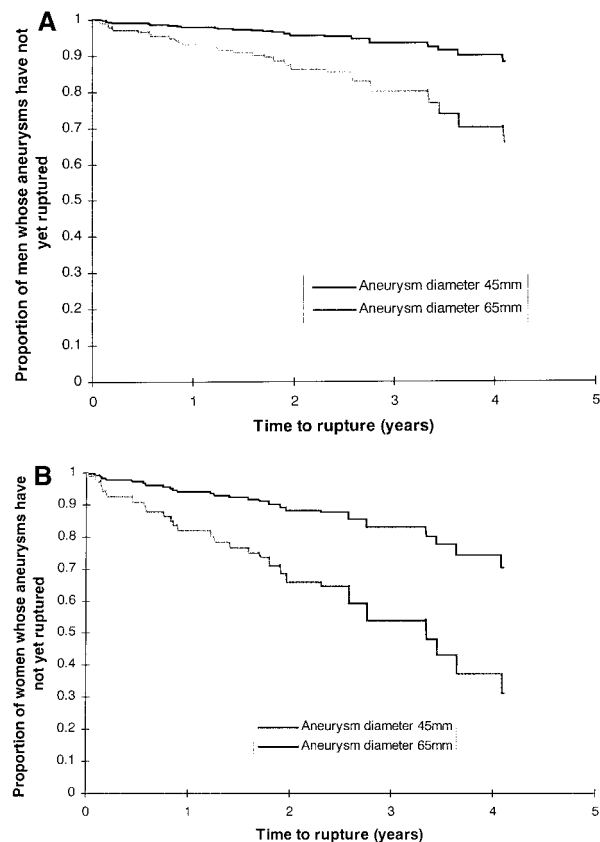 A
Proportion of men whose aneurysms have not
yet ruptured
1
0.9
0.8
0.7
0.6
0.5
0.4
0.3
0.2
0.1
0
Aneurysm diameter 45mm
Aneurysm diameter 65mm
0 1 2 3 4 5
Time to rupture (years)
B
Proportion of women whose aneurysms have
not yet ruptured
1
0.9
0.8
0.7
0.6
0.5
0.4
0.3
0.2
0.1
0
Aneurysm diameter 45mm
Aneurysm diameter 65mm
0 1 2 3 4 5
Time to rupture (years)